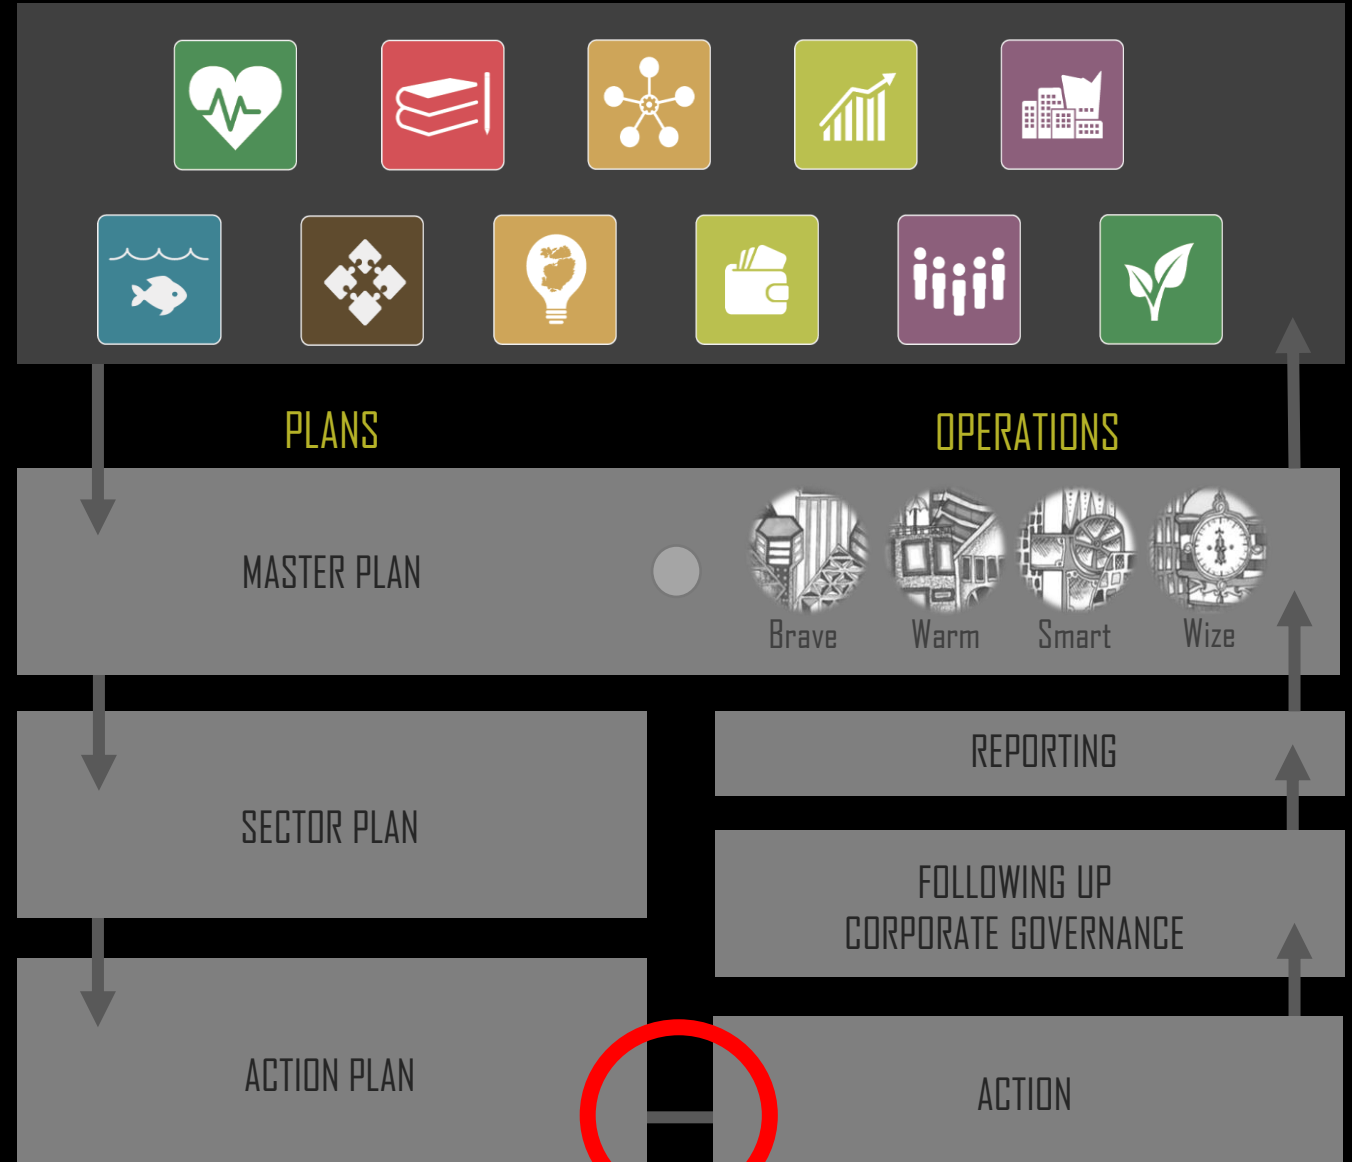 PLANS
OPERATIONS
MASTER PLAN
Brave
Warm
Smart
Wize
SECTOR PLAN
REPORTING
FOLLOWING UP
CORPORATE GOVERNANCE
ACTION PLAN
ACTION